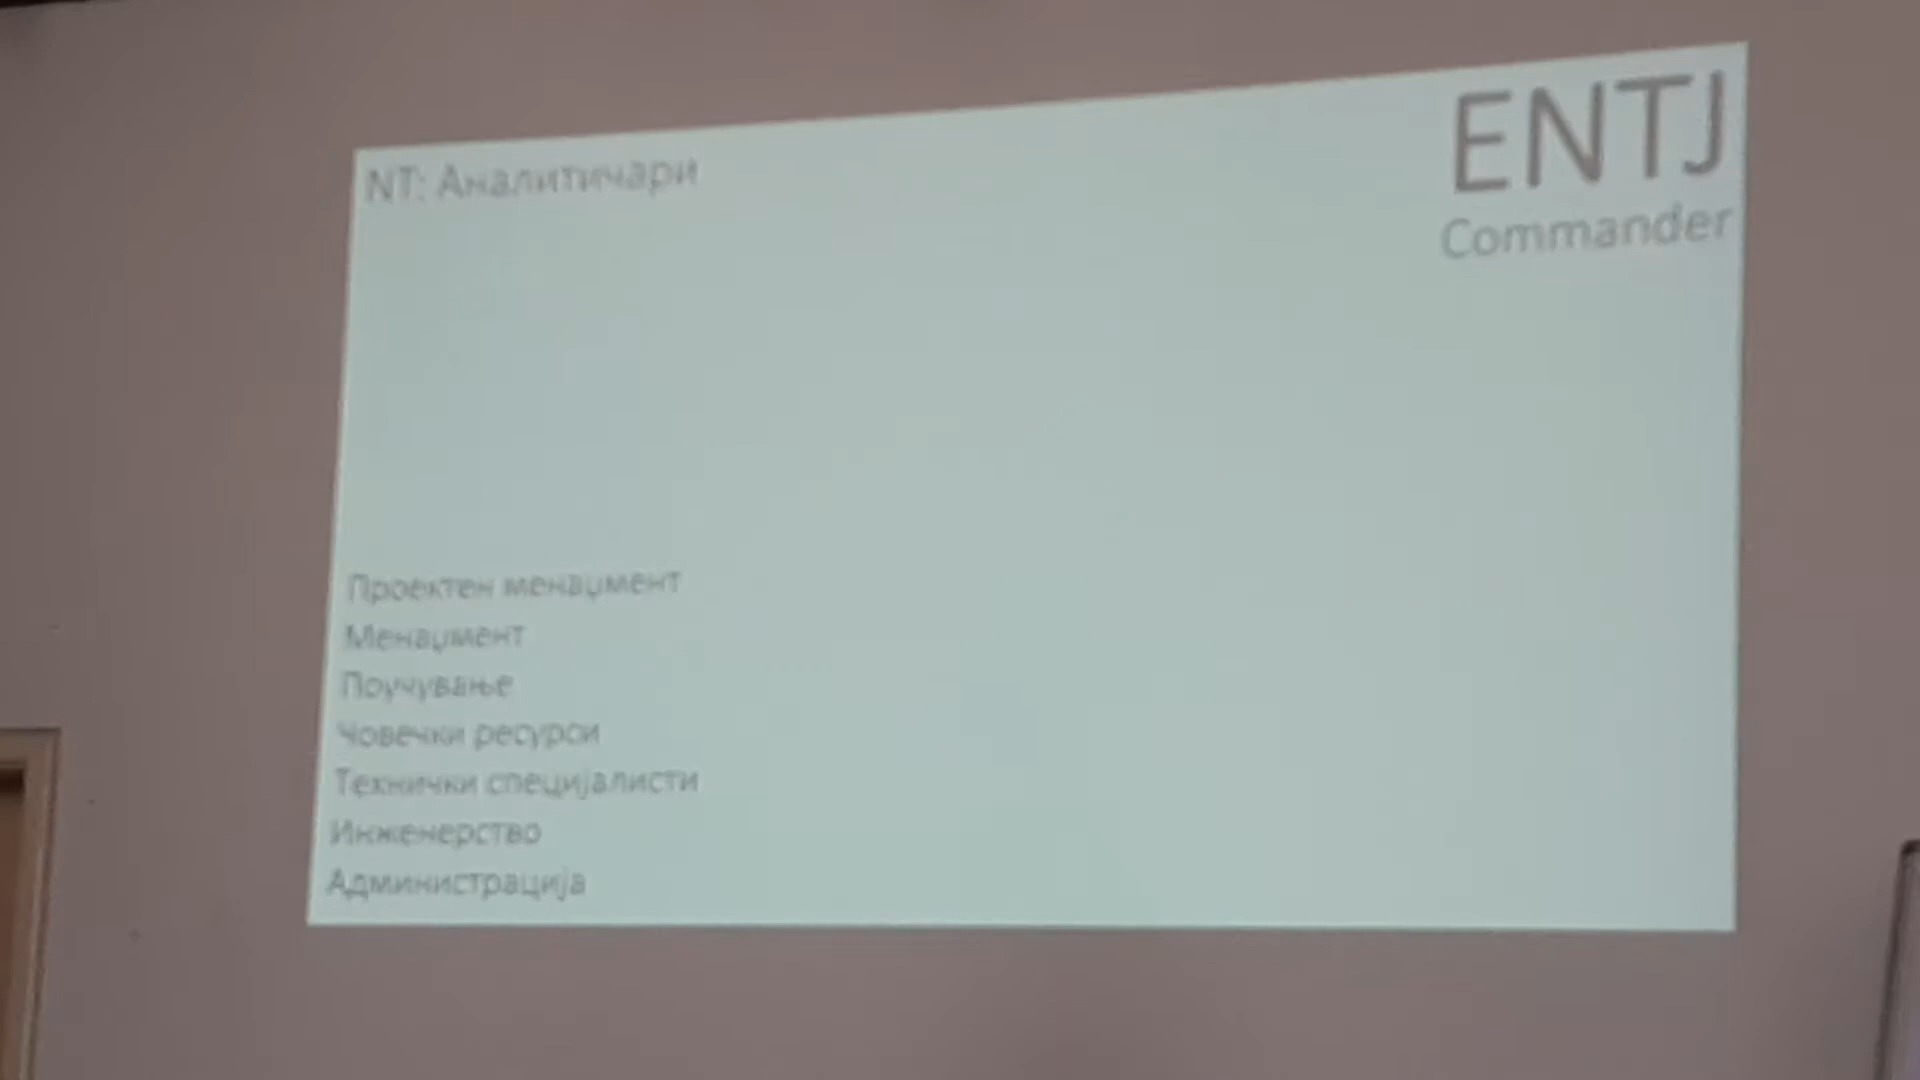 NT: Аналитичари
ENTJ
Commander
Проектен менаџмент
Менаџмент
Поучување
Човечки ресурси
Технички специјалисти
Инженерство
Администрација